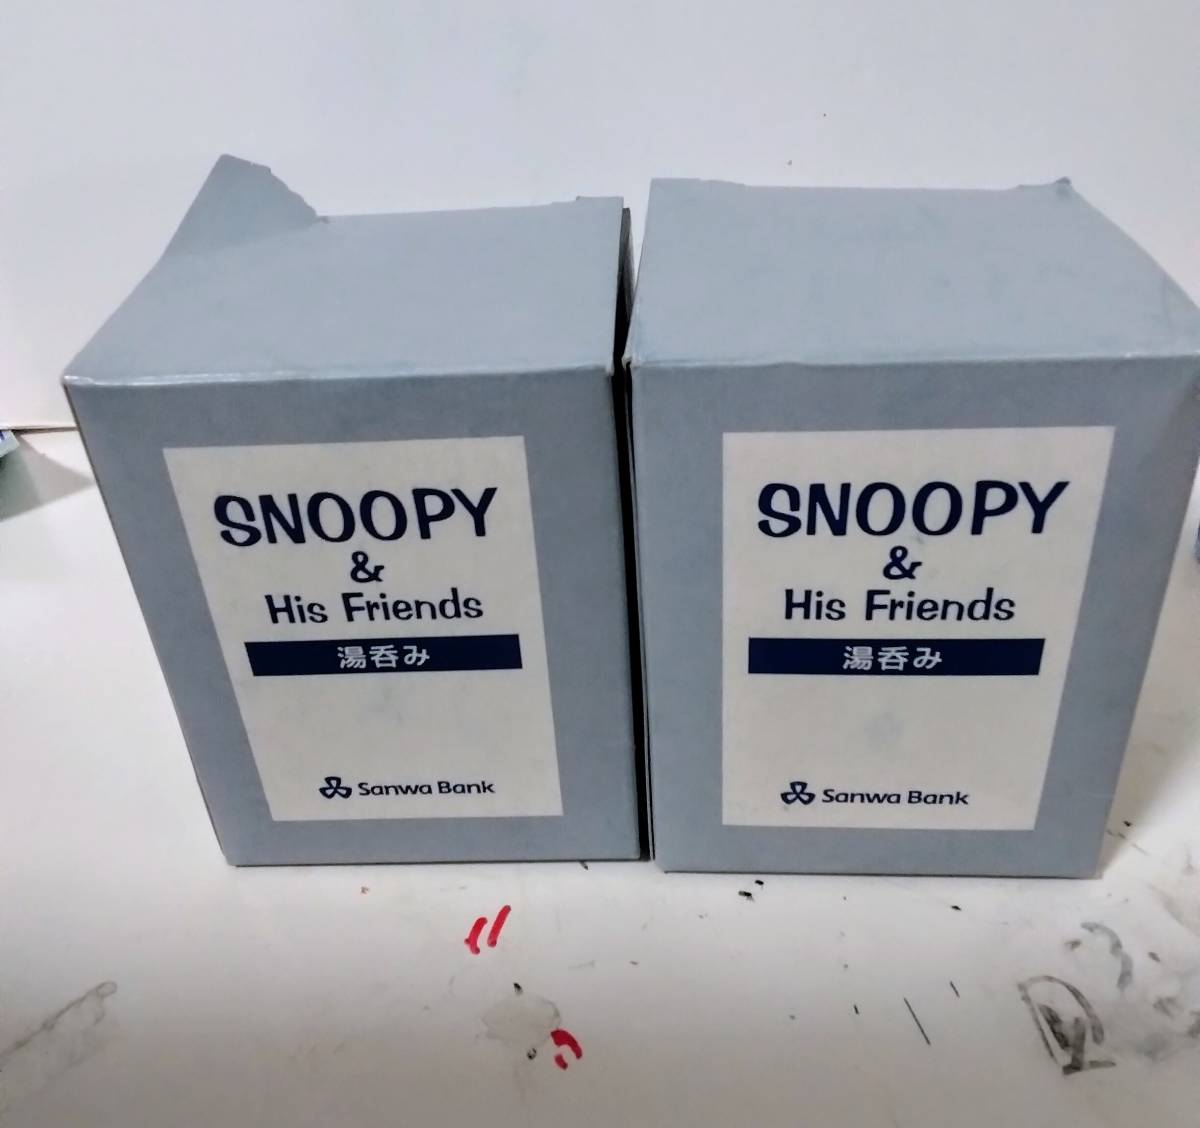 SNOOPY
&
His Friends
湯呑み
Sanwa Bank
SNOOPY
&
His Friends
湯呑み
Sanwa Bank